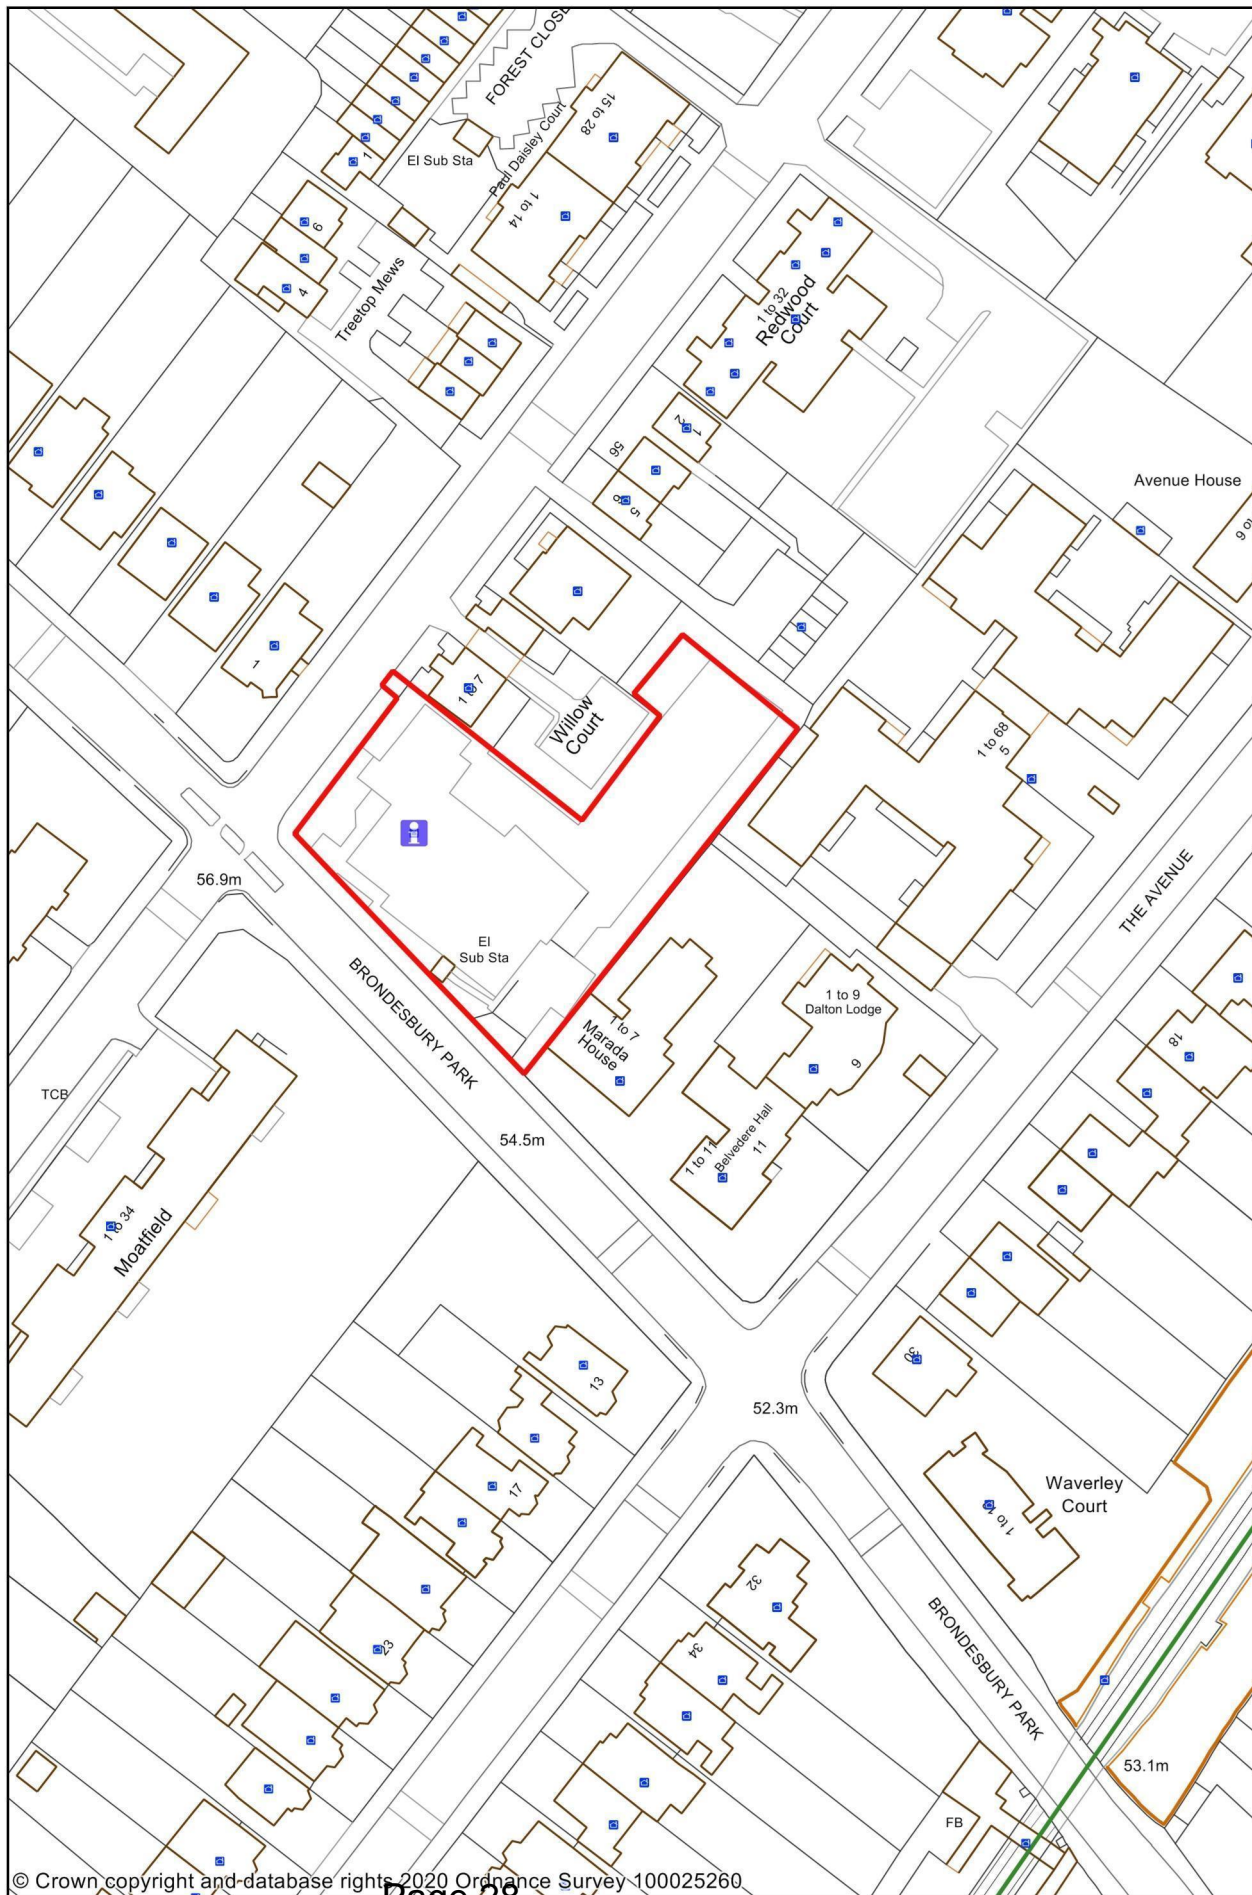 FOREST CLOSE
15 to 28
Paul Daisley Court
El Sub Sta
1
1 to 14
6
4
Treetop Mews
1 to 32
Redwood
Court
2
1
56
6
5
Avenue House
1
1 to 7
Willow
Court
1 to 68
5
THE AVENUE
56.9m
El
Sub Sta
BRONDESBURY PARK
1 to 7
Marada
House
1 to 9
Dalton Lodge
9
18
TCB
54.5m
1 to 11
Belvedere Hall
11
1 to 34
Moatfield
13
30
52.3m
17
Waverley
Court
32
23
34
BRONDESBURY PARK
53.1m
FB
© Crown copyright and database rights 2020 Ordnance Survey 100025260
Page 28